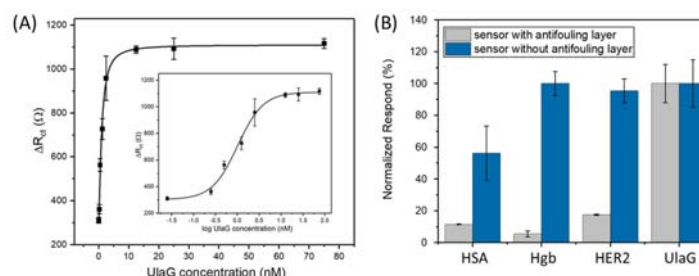 (A)
1200
1000
800
600
400
200
ΔRct (Ω)
0 10 20 30 40 50 60 70 80
UlaG concentration (nM)
1200
1000
800
600
400
200
ΔRct (Ω)
-1.5 -1.0 -0.5 0.0 0.5 1.0 1.5 2.0 2.5
log UlaG concentration (nM)
(B)
sensor with antifouling layer
sensor without antifouling layer
140
120
100
80
60
40
20
0
Normalized Respond (%)
HSA Hgb HER2 UlaG